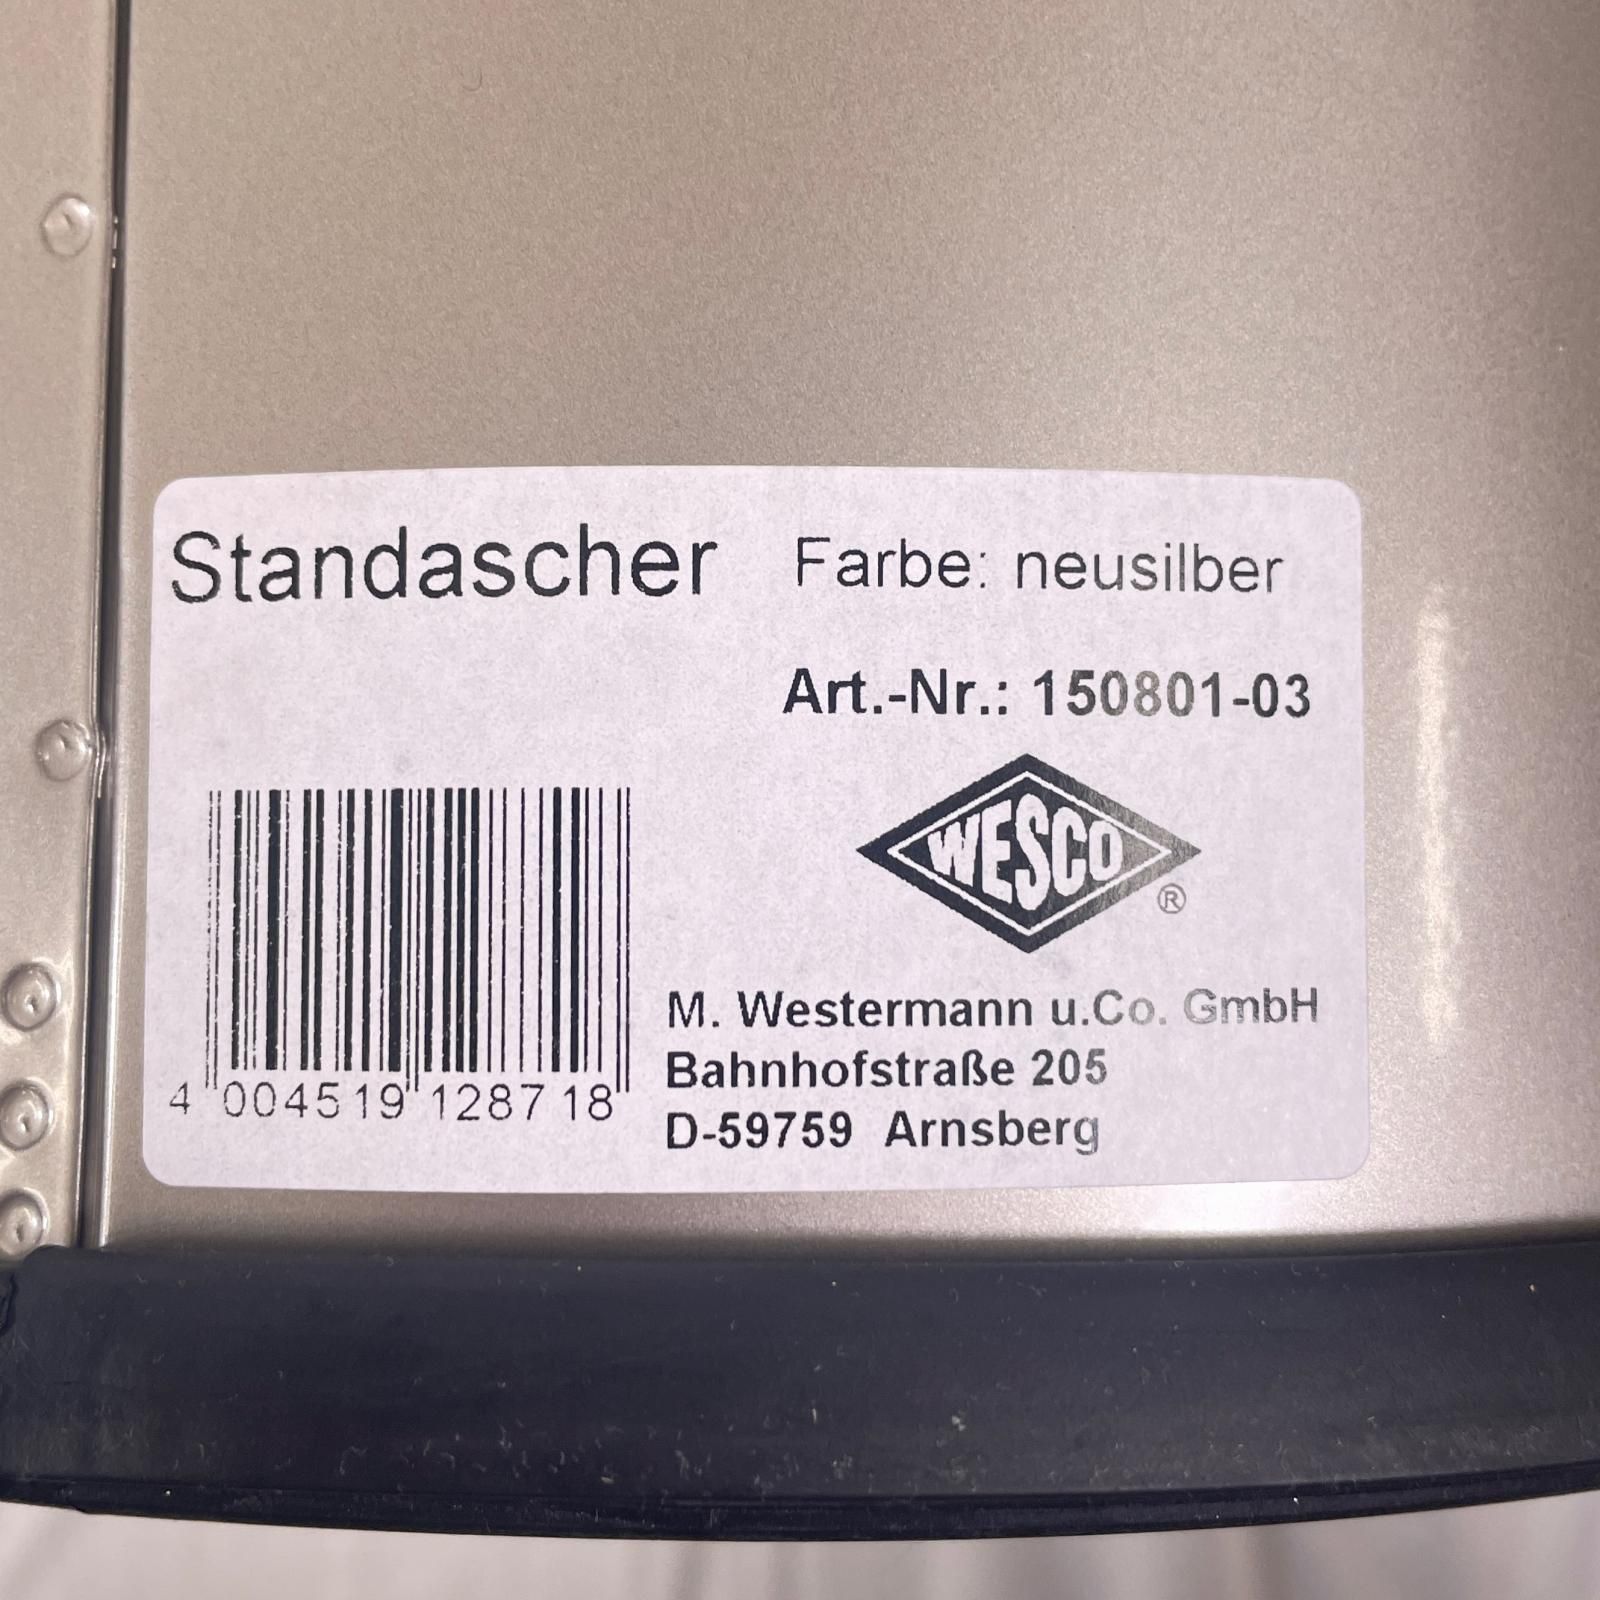 Standascher Farbe: neusilber
Art.-Nr.: 150801-03
WESCO
®
4 004519 128718
M. Westermann u.Co. GmbH
Bahnhofstraße 205
D-59759 Arnsberg